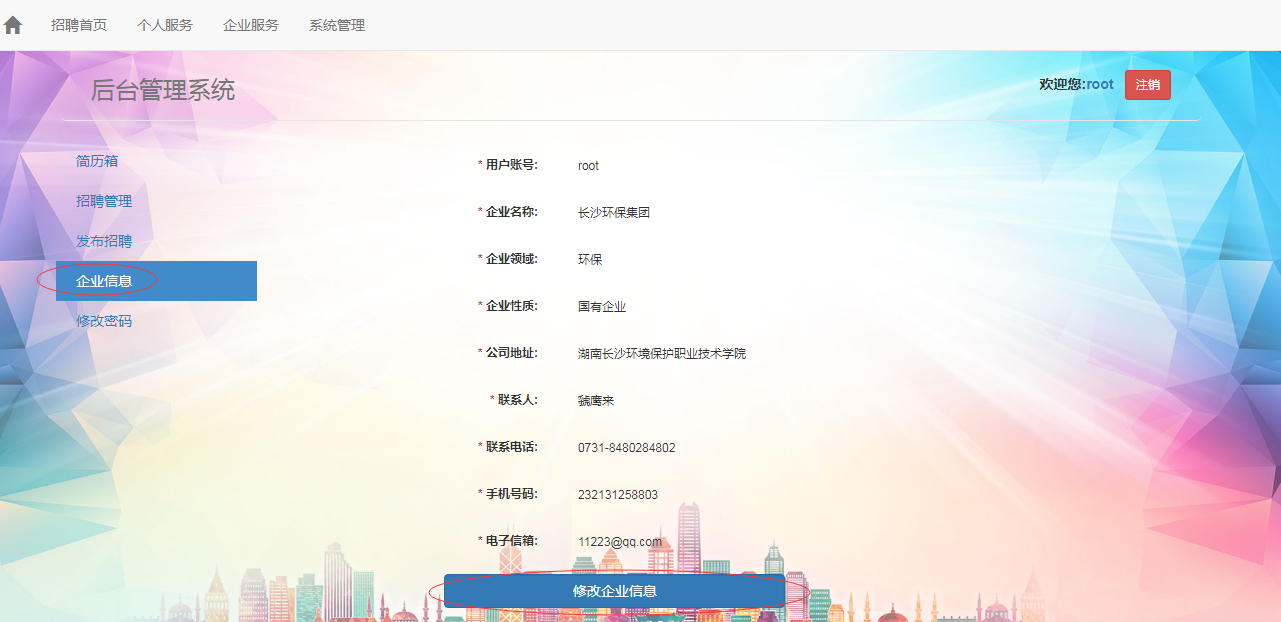 招聘首页 个人服务 企业服务 系统管理
后台管理系统
欢迎您:root 注销
简历箱
招聘管理
发布招聘
企业信息
修改密码
* 用户账号: root
* 企业名称: 长沙环保集团
* 企业领域: 环保
* 企业性质: 国有企业
* 公司地址: 湖南长沙环境保护职业技术学院
* 联系人: 虢鹰来
* 联系电话: 0731-8480284802
* 手机号码: 232131258803
* 电子信箱: 11223@qq.com
修改企业信息